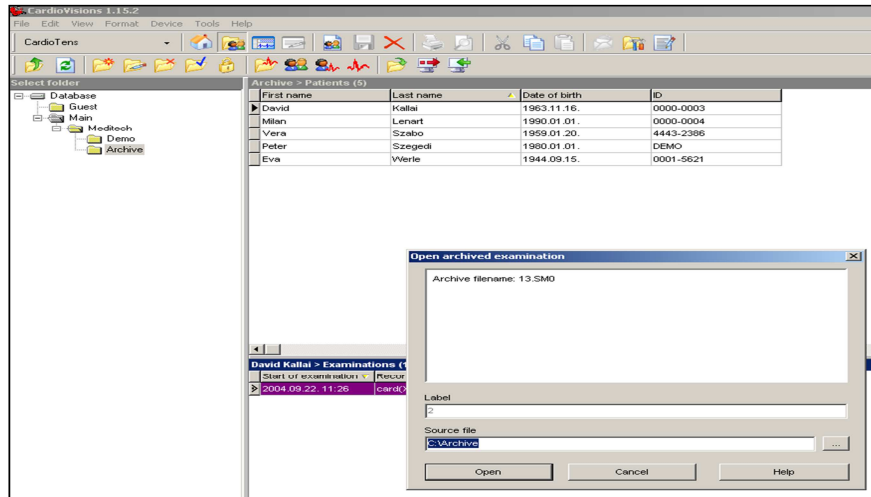 CardioVisions 1.15.2
File Edit View Format Device Tools Help
CardioTens
Select folder
Database
Guest
Main
Meditech
Demo
Archive
Archive > Patients (5)
First name Last name Date of birth ID
David Kallai 1963.11.16. 0000-0003
Milan Lenart 1990.01.01. 0000-0004
Vera Szabo 1959.01.20. 4443-2386
Peter Szegedi 1980.01.01. DEMO
Eva Werle 1944.09.15. 0001-5621
David Kallai > Examinations (1
Start of examination Recor
2004.09.22. 11:26 card(
Open archived examination
Archive filename: 13.SM0
Label
2
Source file
C:\Archive
...
Open Cancel Help